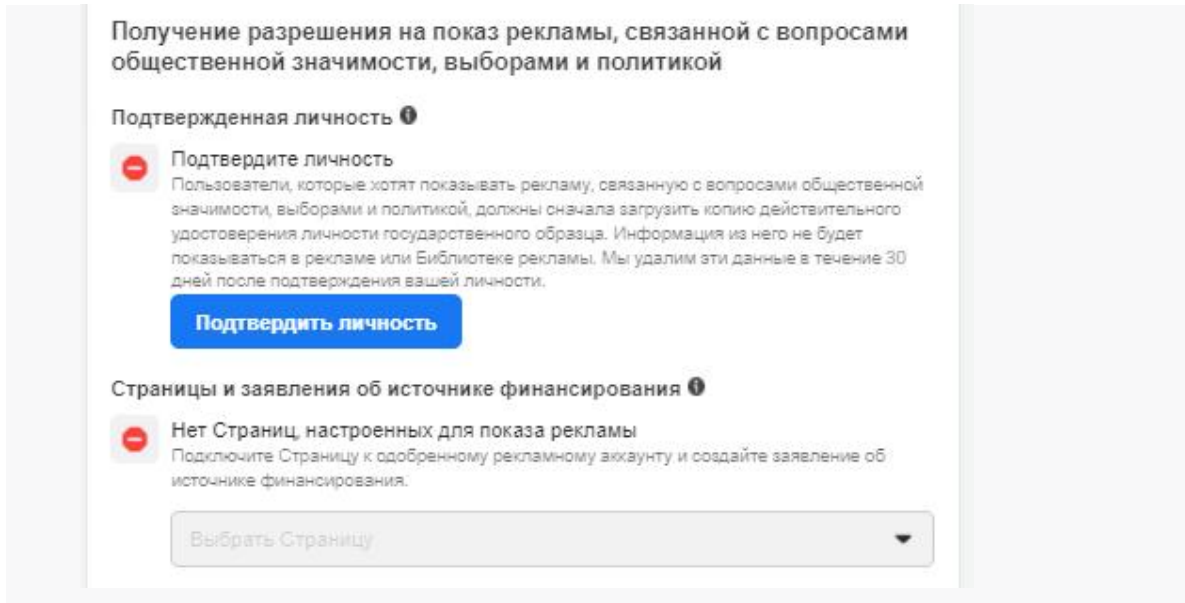 Получение разрешения на показ рекламы, связанной с вопросами
общественной значимости, выборами и политикой
Подтвержденная личность
Подтвердите личность
Пользователи, которые хотят показывать рекламу, связанную с вопросами общественной
значимости, выборами и политикой, должны сначала загрузить копию действительного
удостоверения личности государственного образца. Информация из него не будет
показываться в рекламе или Библиотеке рекламы. Мы удалим эти данные в течение 30
дней после подтверждения вашей личности.
Подтвердить личность
Страницы и заявления об источнике финансирования
Нет Страниц, настроенных для показа рекламы
Подключите Страницу к одобренному рекламному аккаунту и создайте заявление об
источнике финансирования.
Выбрать Страницу